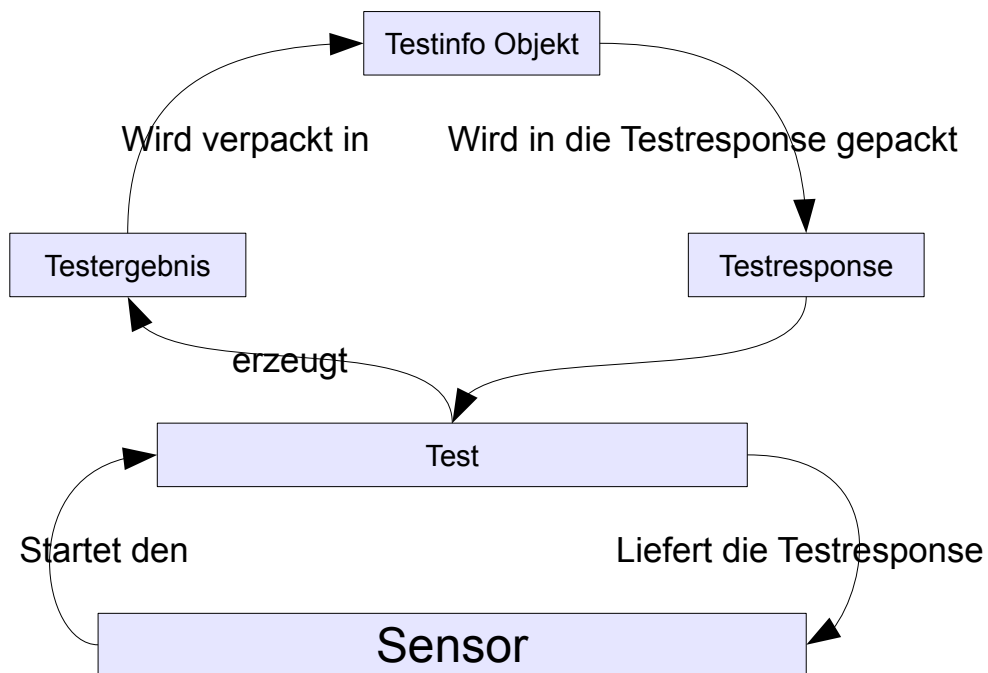 Testinfo Objekt
Wird verpackt in
Wird in die Testresponse gepackt
Testergebnis
Testresponse
erzeugt
Test
Startet den
Liefert die Testresponse
Sensor